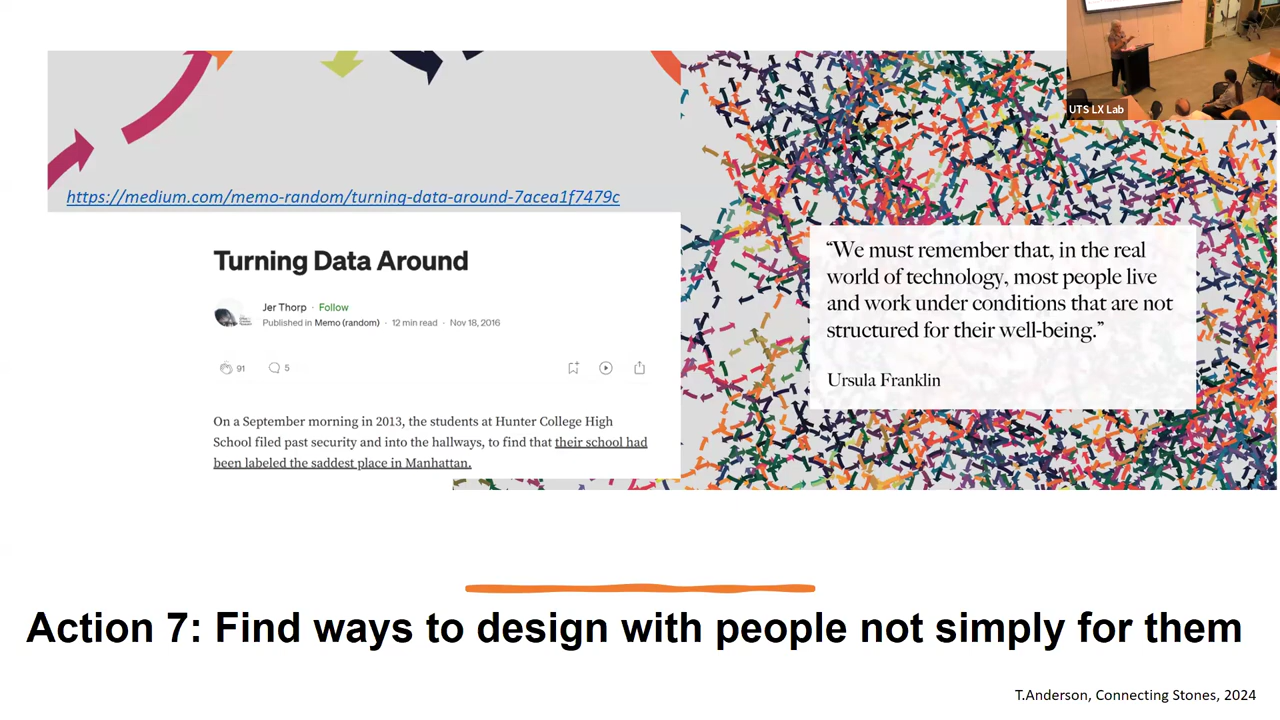 UTS LX Lab
https://medium.com/memo-random/turning-data-around-7acea1f7479c
Turning Data Around
Jer Thorp · Follow
Published in Memo (random) · 12 min read · Nov 18, 2016
91 5
On a September morning in 2013, the students at Hunter College High
School filed past security and into the hallways, to find that their school had
been labeled the saddest place in Manhattan.
“We must remember that, in the real
world of technology, most people live
and work under conditions that are not
structured for their well-being.”
Ursula Franklin
Action 7: Find ways to design with people not simply for them
T.Anderson, Connecting Stones, 2024